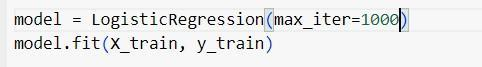 model = LogisticRegression(max_iter=1000)
model.fit(X_train, y_train)